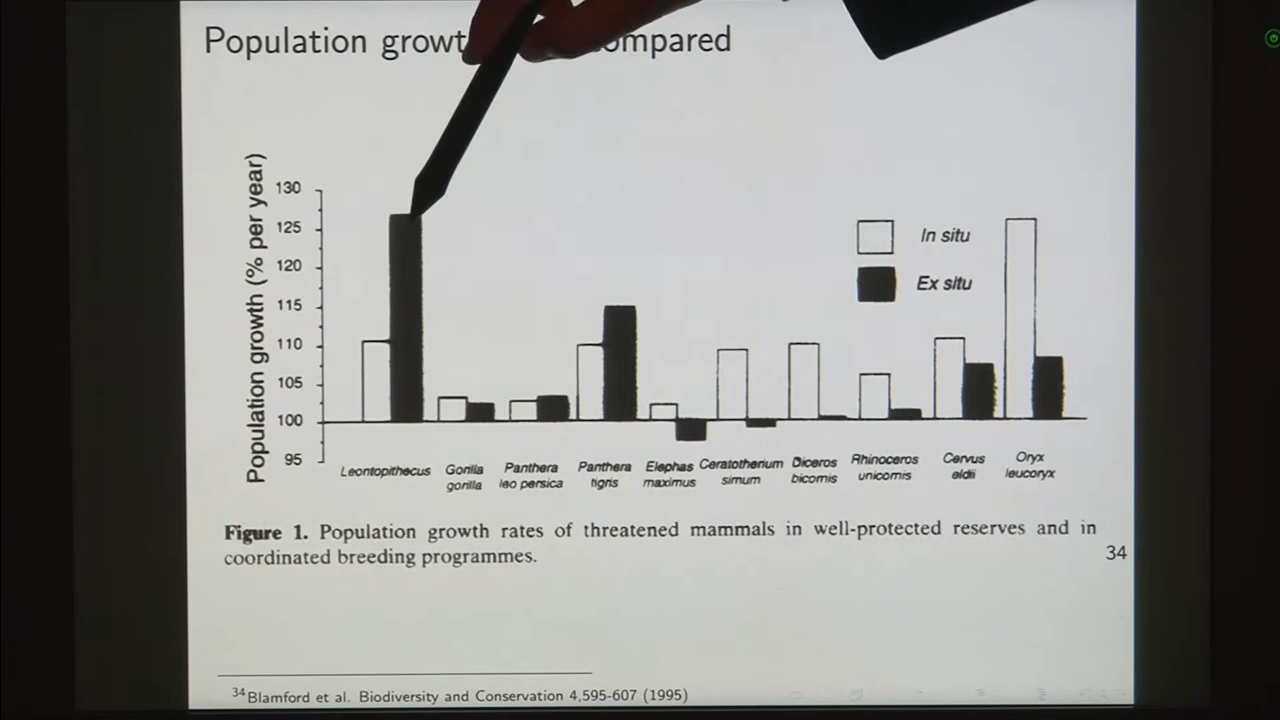 Population growt ompared
Population growth (% per year)
130
125
120
115
110
105
100
95
In situ
Ex situ
Leontopithecus
Gorilla gorilla
Panthera leo persica
Panthera tigris
Elephas maximus
Ceratotherium simum
Diceros bicornis
Rhinoceros unicornis
Cervus eldii
Oryx leucoryx
Figure 1. Population growth rates of threatened mammals in well-protected reserves and in
coordinated breeding programmes.
34
34 Blamford et al. Biodiversity and Conservation 4,595-607 (1995)